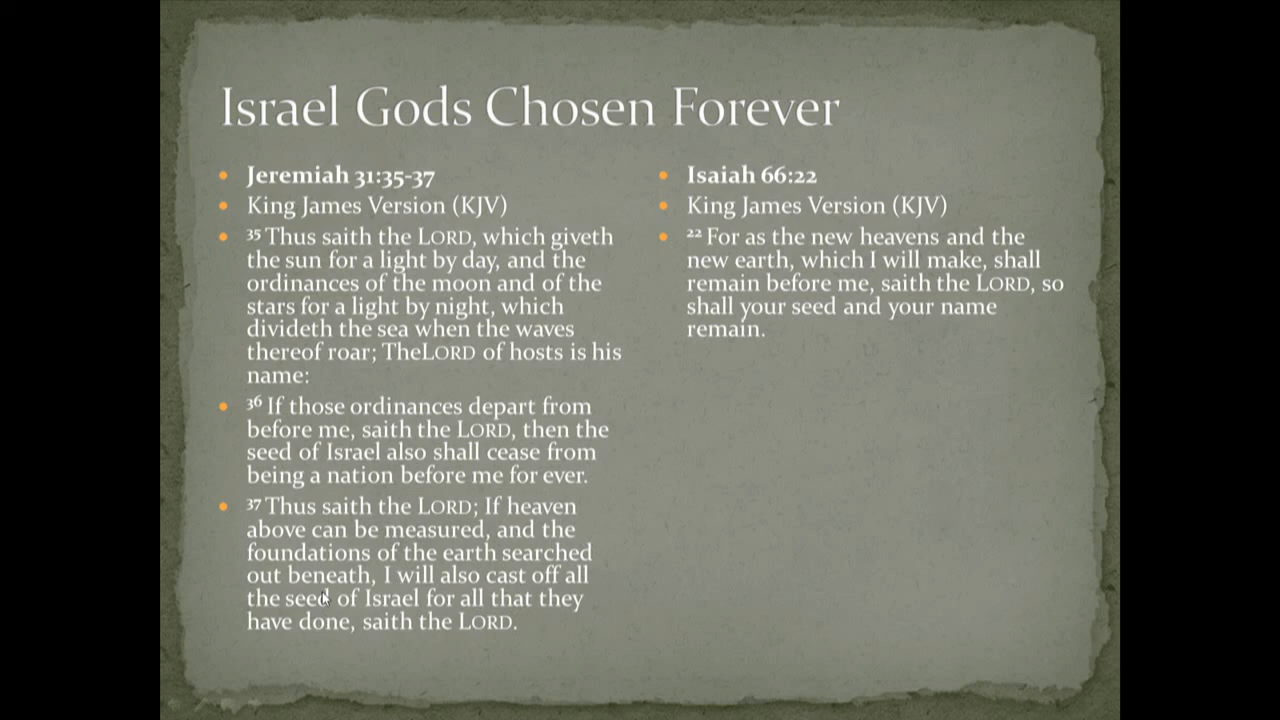 Israel Gods Chosen Forever
Jeremiah 31:35-37
King James Version (KJV)
35 Thus saith the LORD, which giveth
the sun for a light by day, and the
ordinances of the moon and of the
stars for a light by night, which
divideth the sea when the waves
thereof roar; TheLORD of hosts is his
name:
36 If those ordinances depart from
before me, saith the LORD, then the
seed of Israel also shall cease from
being a nation before me for ever.
37 Thus saith the LORD; If heaven
above can be measured, and the
foundations of the earth searched
out beneath, I will also cast off all
the seed of Israel for all that they
have done, saith the LORD.
Isaiah 66:22
King James Version (KJV)
22 For as the new heavens and the
new earth, which I will make, shall
remain before me, saith the LORD, so
shall your seed and your name
remain.